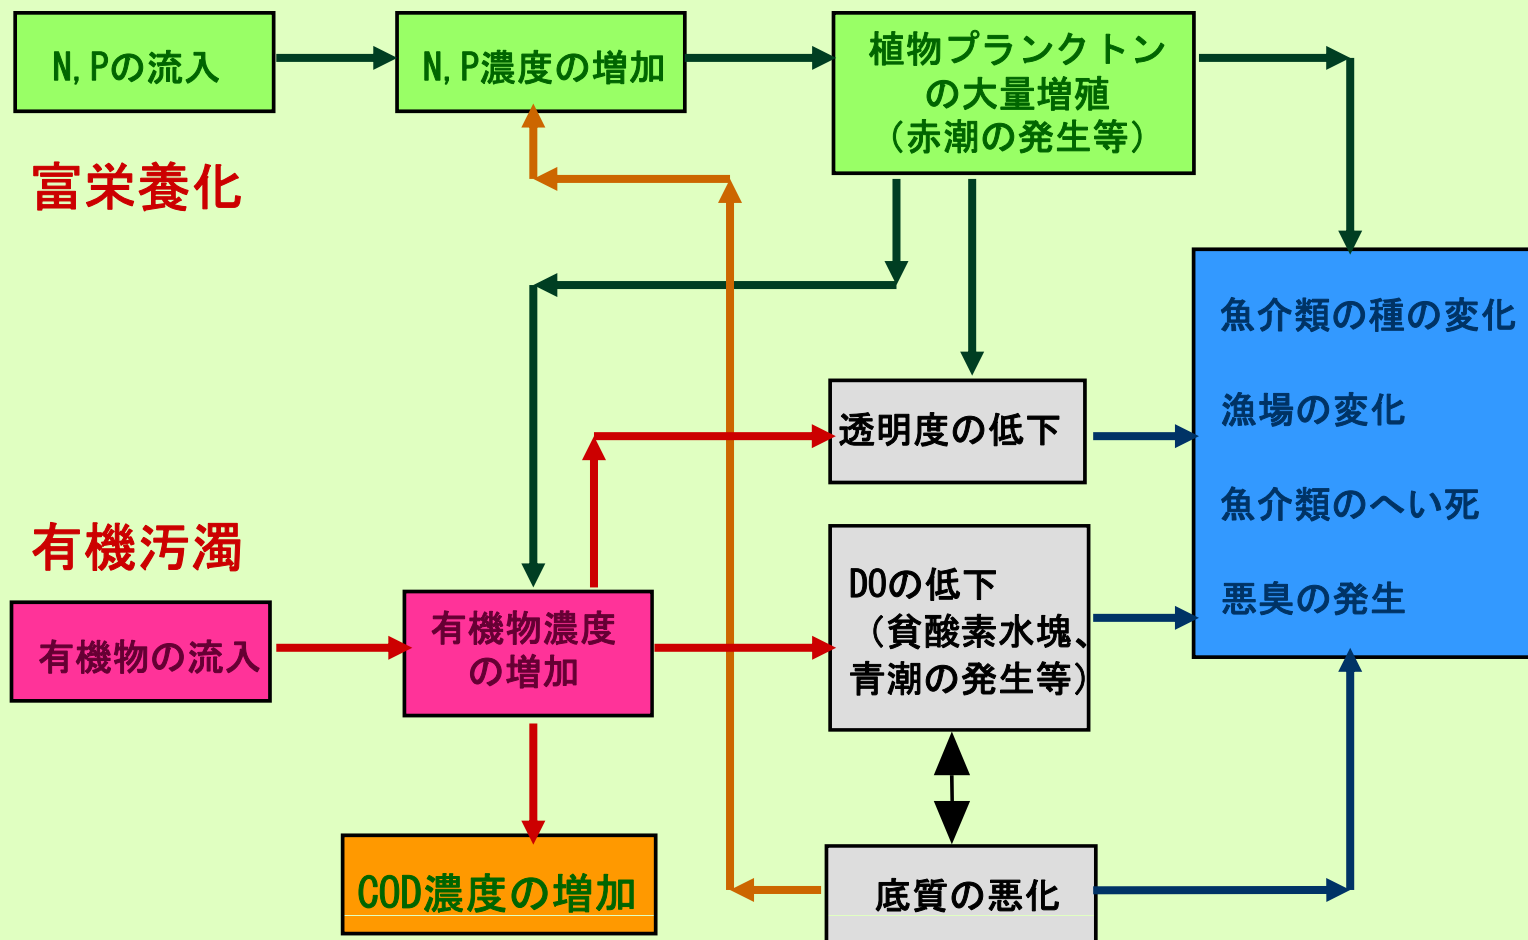 N,Pの流入
N,P濃度の増加
植物プランクトン
の大量増殖
（赤潮の発生等）
富栄養化
魚介類の種の変化
漁場の変化
魚介類のへい死
悪臭の発生
透明度の低下
有機汚濁
有機物の流入
有機物濃度
の増加
DOの低下
（貧酸素水塊、
青潮の発生等）
COD濃度の増加
底質の悪化